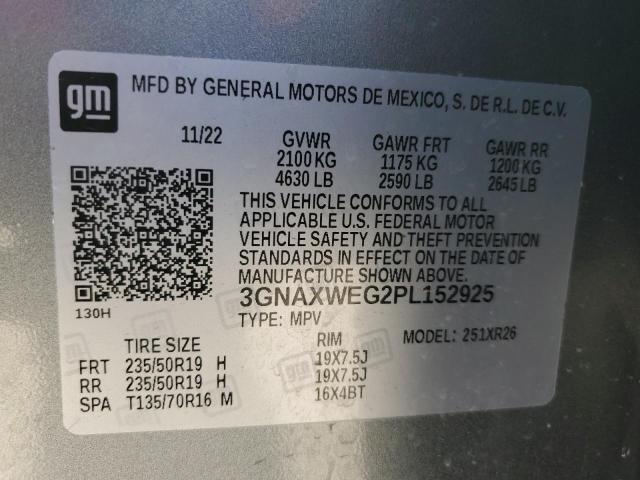 gm
MFD BY GENERAL MOTORS DE MEXICO, S. DE R.L. DE C.V.
11/22 GVWR GAWR FRT GAWR RR
2100 KG 1175 KG 1200 KG
4630 LB 2590 LB 2645 LB
THIS VEHICLE CONFORMS TO ALL
APPLICABLE U.S. FEDERAL MOTOR
VEHICLE SAFETY AND THEFT PREVENTION
STANDARDS IN EFFECT ON THE DATE
OF MANUFACTURE SHOWN ABOVE.
3GNAXWEG2PL152925
130H
TYPE: MPV MODEL: 251XR26
TIRE SIZE RIM
FRT 235/50R19 H 19X7.5J
RR 235/50R19 H 19X7.5J
SPA T135/70R16 M 16X4BT